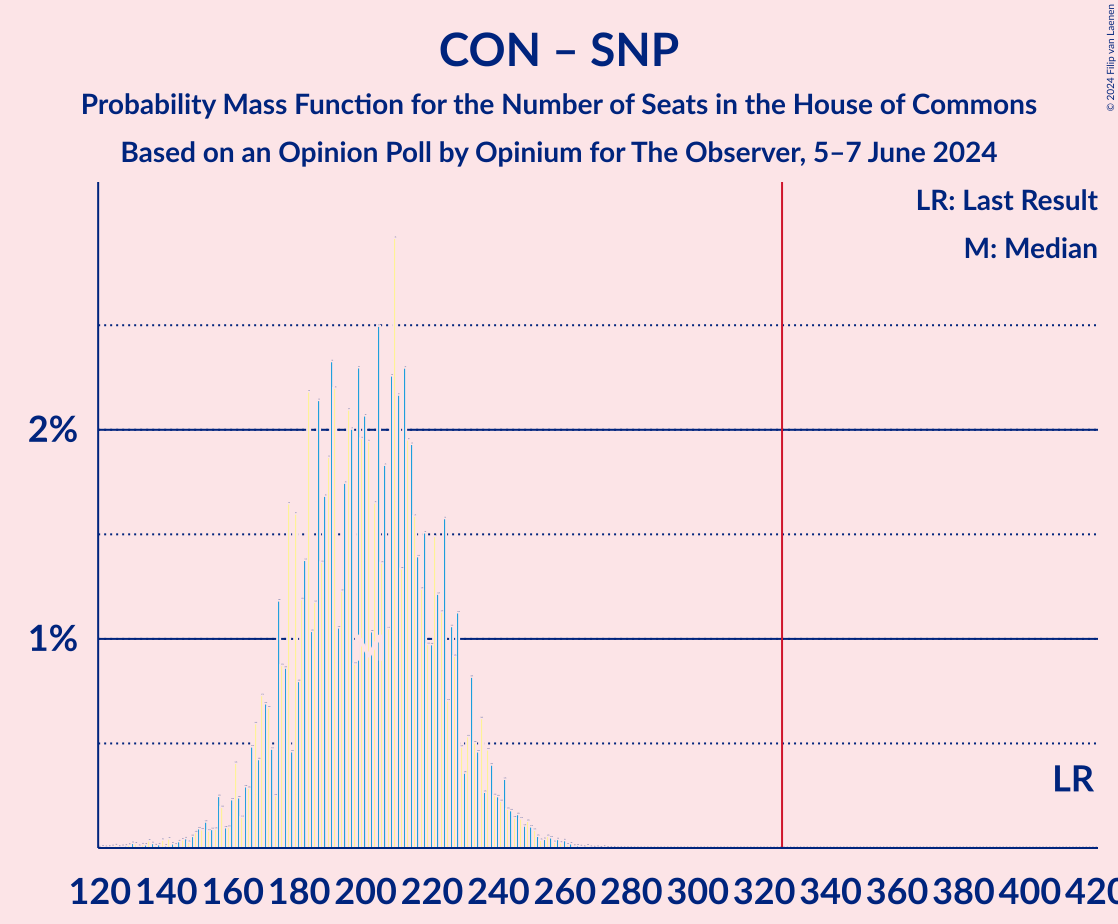 CON – SNP
Probability Mass Function for the Number of Seats in the House of Commons
Based on an Opinion Poll by Opinium for The Observer, 5–7 June 2024
© 2024 Filip van Laenen
LR: Last Result
M: Median
2%
1%
LR
120 140 160 180 200 220 240 260 280 300 320 340 360 380 400 420